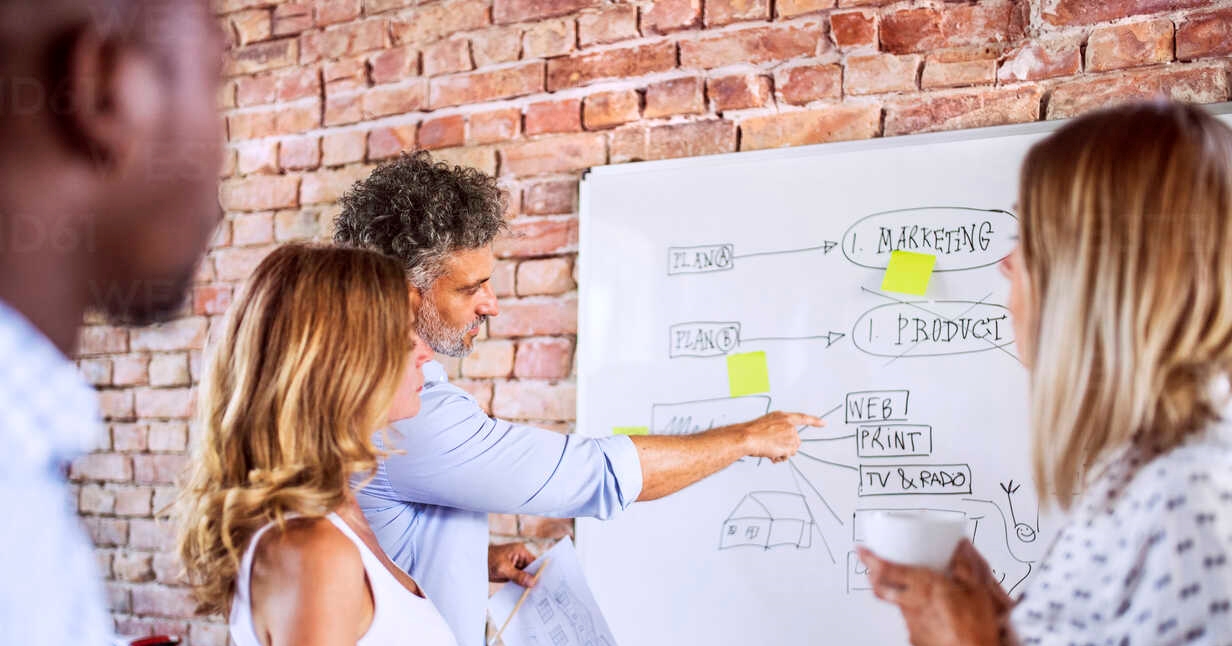 PLAN A
1. MARKETING
PLAN B
1. PRODUCT
WEB
PRINT
TV & RADIO